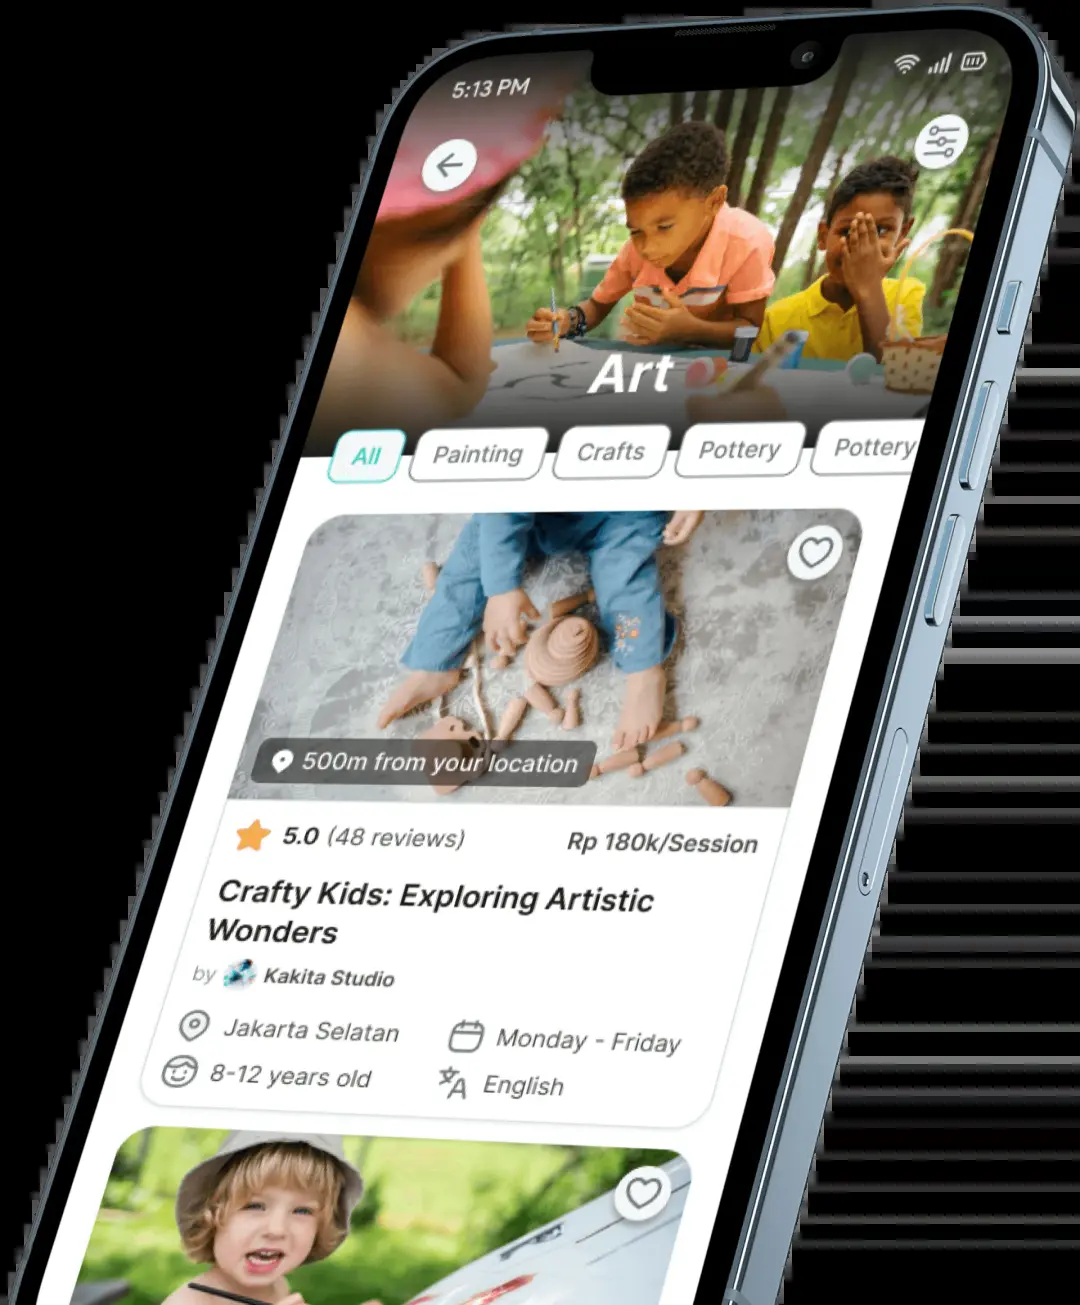 5:13 PM
Art
All
Painting
Crafts
Pottery
Pottery
500m from your location
5.0 (48 reviews)
Rp 180k/Session
Crafty Kids: Exploring Artistic
Wonders
by Kakita Studio
Jakarta Selatan
Monday - Friday
8-12 years old
English